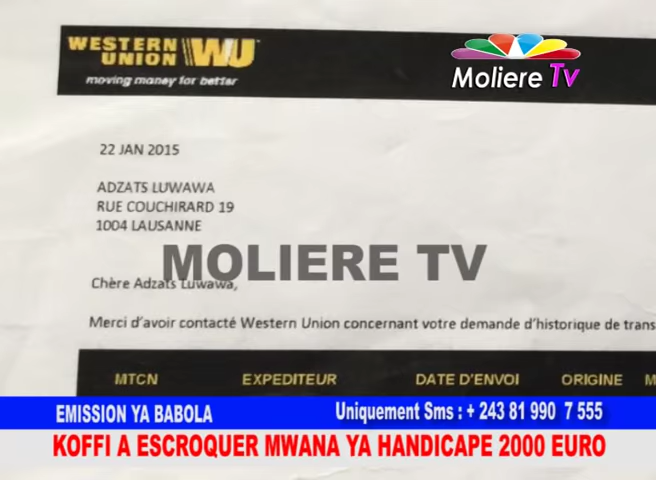 WESTERN UNION WU
moving money for better
Moliere Tv
22 JAN 2015
ADZATS LUWAWA
RUE COUCHIRARD 19
1004 LAUSANNE
MOLIERE TV
Chère Adzats Luwawa,
Merci d'avoir contacté Western Union concernant votre demande d'historique de trans
MTCN EXPEDITEUR DATE D'ENVOI ORIGINE M
EMISSION YA BABOLA Uniquement Sms : + 243 81 990 7 555
KOFFI A ESCROQUER MWANA YA HANDICAPE 2000 EURO